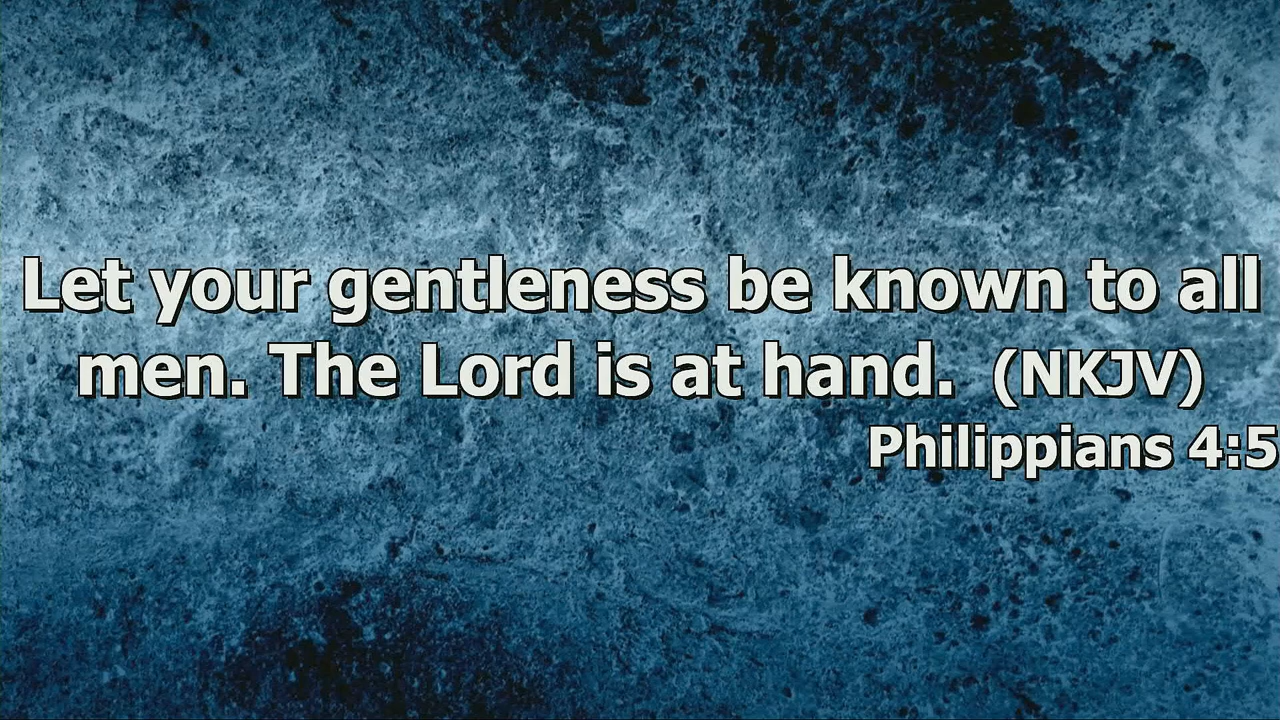 Let your gentleness be known to all
men. The Lord is at hand. (NKJV)
Philippians 4:5